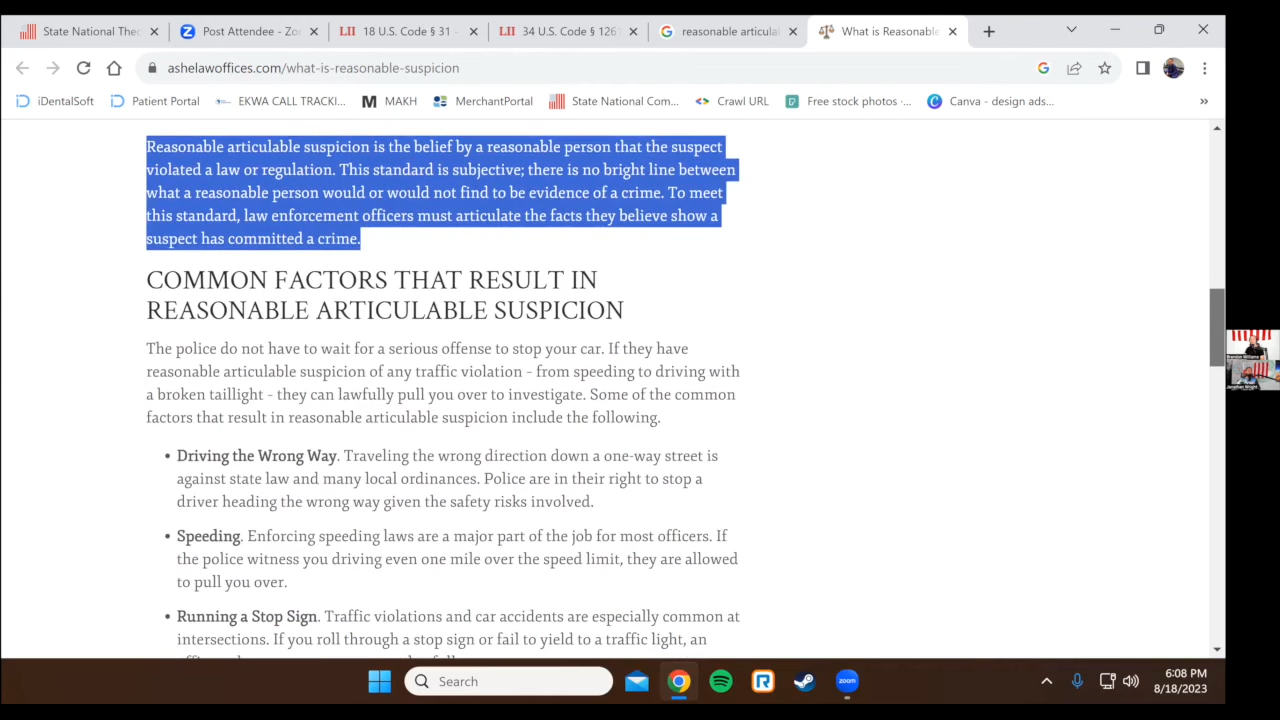 State National Theo
Post Attendee - Zoo
LII 18 U.S. Code § 31 -
LII 34 U.S. Code § 1261
reasonable articula
What is Reasonable
ashelawoffices.com/what-is-reasonable-suspicion
iDentalSoft
Patient Portal
EKWA CALL TRACKI...
M MAKH
MerchantPortal
State National Com...
Crawl URL
Free stock photos -...
Canva - design ads...
»
Reasonable articulable suspicion is the belief by a reasonable person that the suspect
violated a law or regulation. This standard is subjective; there is no bright line between
what a reasonable person would or would not find to be evidence of a crime. To meet
this standard, law enforcement officers must articulate the facts they believe show a
suspect has committed a crime.
COMMON FACTORS THAT RESULT IN
REASONABLE ARTICULABLE SUSPICION
The police do not have to wait for a serious offense to stop your car. If they have
reasonable articulable suspicion of any traffic violation – from speeding to driving with
a broken taillight – they can lawfully pull you over to investigate. Some of the common
factors that result in reasonable articulable suspicion include the following.
• Driving the Wrong Way. Traveling the wrong direction down a one-way street is
against state law and many local ordinances. Police are in their right to stop a
driver heading the wrong way given the safety risks involved.
• Speeding. Enforcing speeding laws are a major part of the job for most officers. If
the police witness you driving even one mile over the speed limit, they are allowed
to pull you over.
• Running a Stop Sign. Traffic violations and car accidents are especially common at
intersections. If you roll through a stop sign or fail to yield to a traffic light, an
Brandon Williams
Jonathan Wright
Search
zoom
6:08 PM
8/18/2023